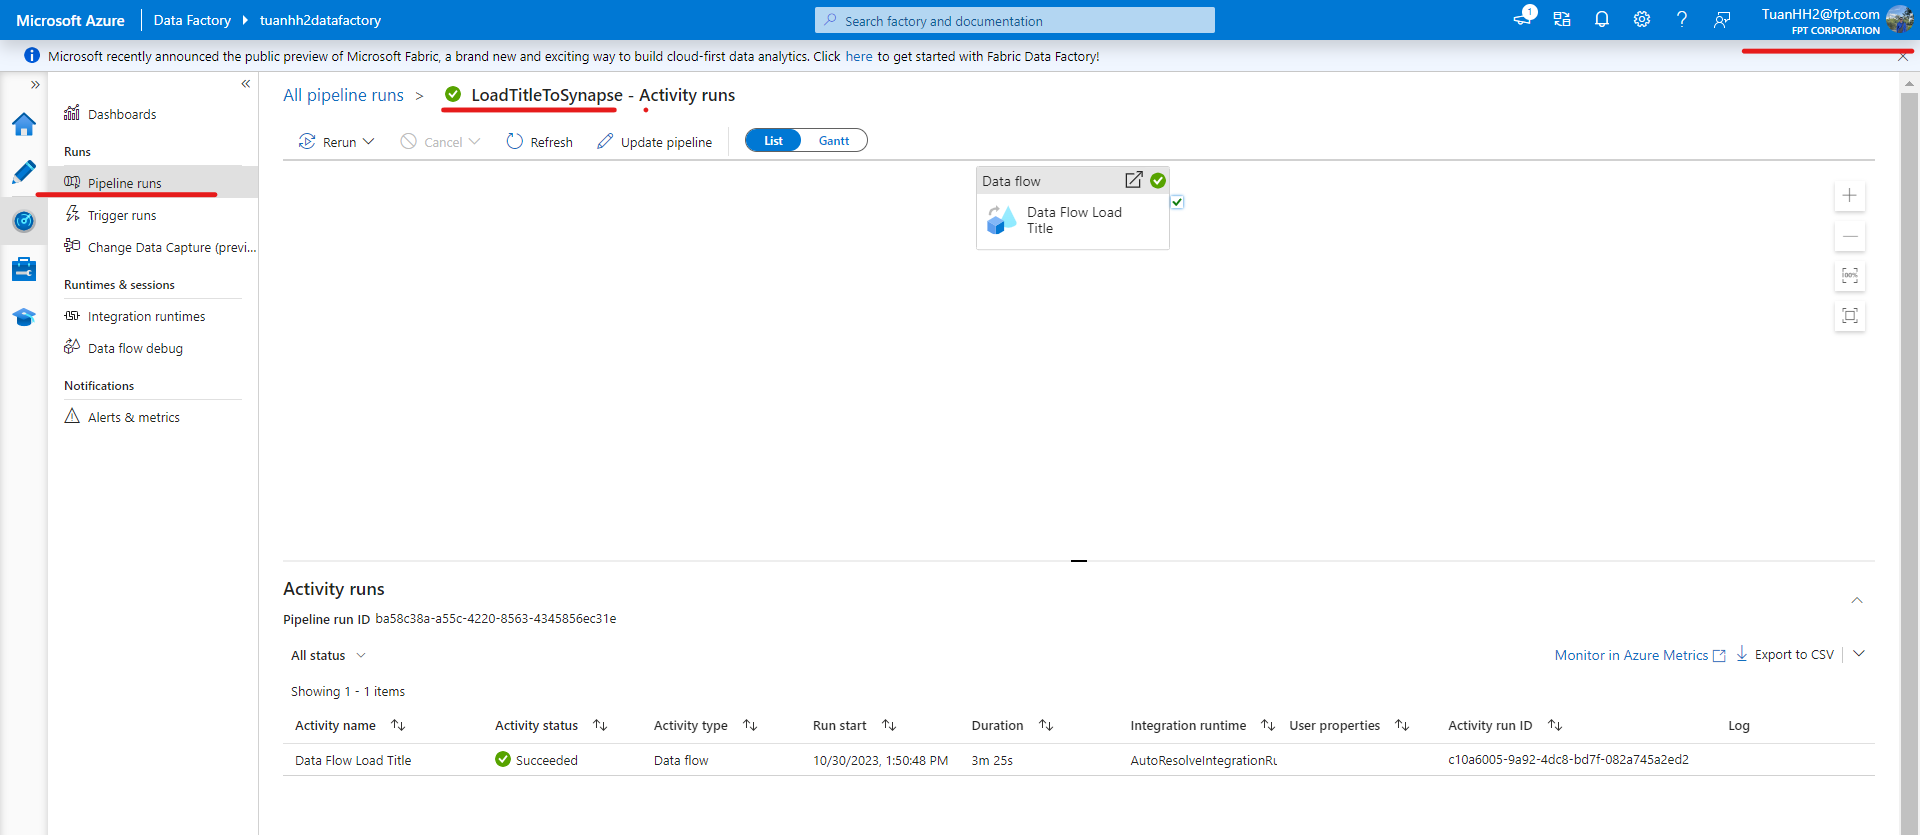 Microsoft Azure Data Factory tuanhh2datafactory Search factory and documentation 1 TuanHH2@fpt.com
FPT CORPORATION
Microsoft recently announced the public preview of Microsoft Fabric, a brand new and exciting way to build cloud-first data analytics. Click here to get started with Fabric Data Factory!
Dashboards
Runs
Pipeline runs
Trigger runs
Change Data Capture (previ...
Runtimes & sessions
Integration runtimes
Data flow debug
Notifications
Alerts & metrics
All pipeline runs > LoadTitleToSynapse - Activity runs
Rerun Cancel Refresh Update pipeline List Gantt
Data flow
Data Flow Load
Title
100%
Activity runs
Pipeline run ID ba58c38a-a55c-4220-8563-4345856ec31e
All status Monitor in Azure Metrics Export to CSV
Showing 1 - 1 items
Activity name Activity status Activity type Run start Duration Integration runtime User properties Activity run ID Log
Data Flow Load Title Succeeded Data flow 10/30/2023, 1:50:48 PM 3m 25s AutoResolveIntegrationRu c10a6005-9a92-4dc8-bd7f-082a745a2ed2